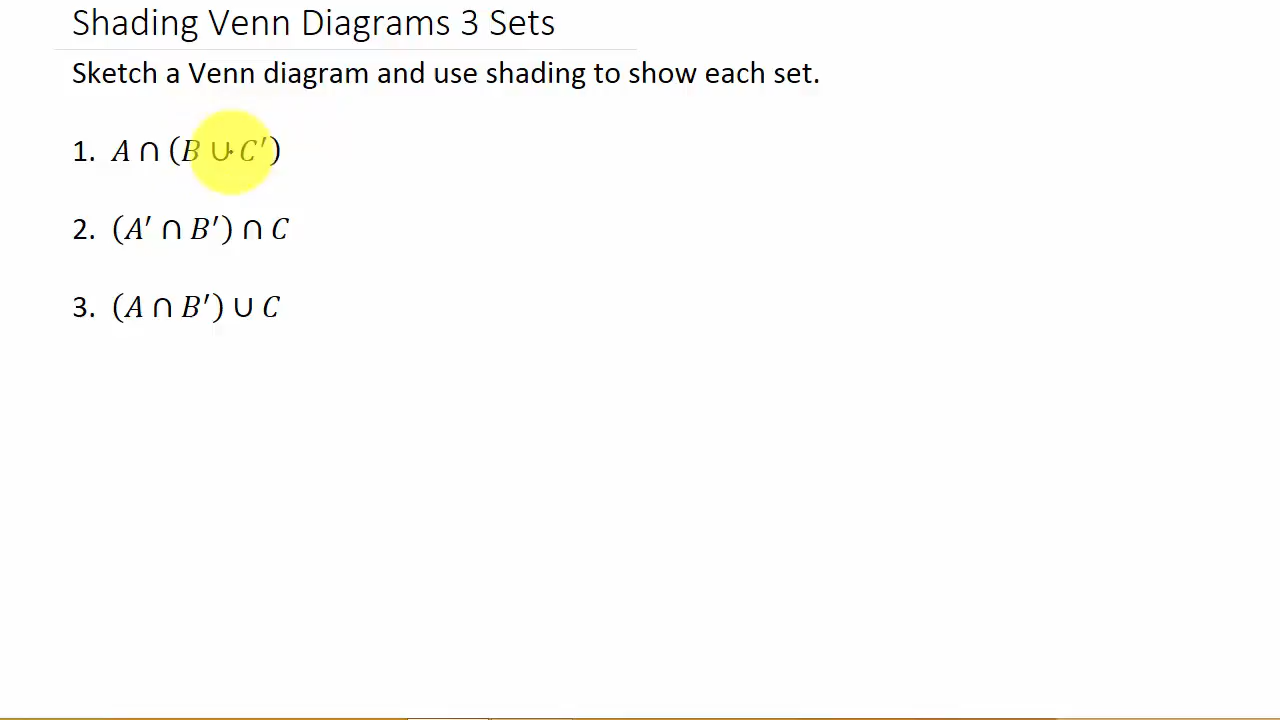 Shading Venn Diagrams 3 Sets
Sketch a Venn diagram and use shading to show each set.
1. A ∩ (B ∪ C′)
2. (A′ ∩ B′) ∩ C
3. (A ∩ B′) ∪ C